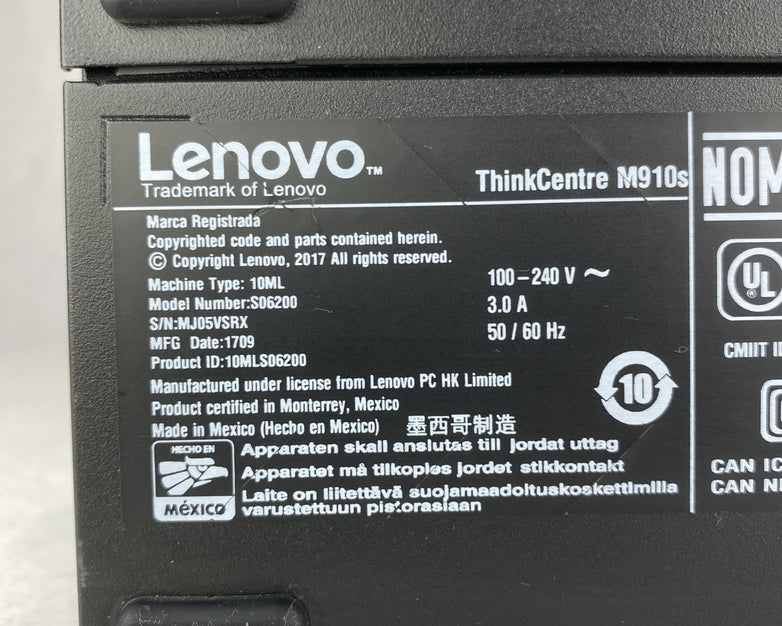 Lenovo™
Trademark of Lenovo
ThinkCentre M910s
Marca Registrada
Copyrighted code and parts contained herein.
© Copyright Lenovo, 2017 All rights reserved.
Machine Type: 10ML
Model Number:S06200
S/N:MJ05VSRX
MFG Date:1709
Product ID:10MLS06200
100-240 V ~
3.0 A
50 / 60 Hz
10
Manufactured under license from Lenovo PC HK Limited
Product certified in Monterrey, Mexico
Made in Mexico (Hecho en Mexico) 墨西哥制造
HECHO EN
MÉXICO
Apparaten skall anslutas till jordat uttag
Apparatet må tilkoples jordet stikkontakt
Laite on liitettävä suojamaadoituskoskettimilla
varustettuun pistorasiaan
NOM
UL
®
CMIIT ID
CAN IC
CAN N